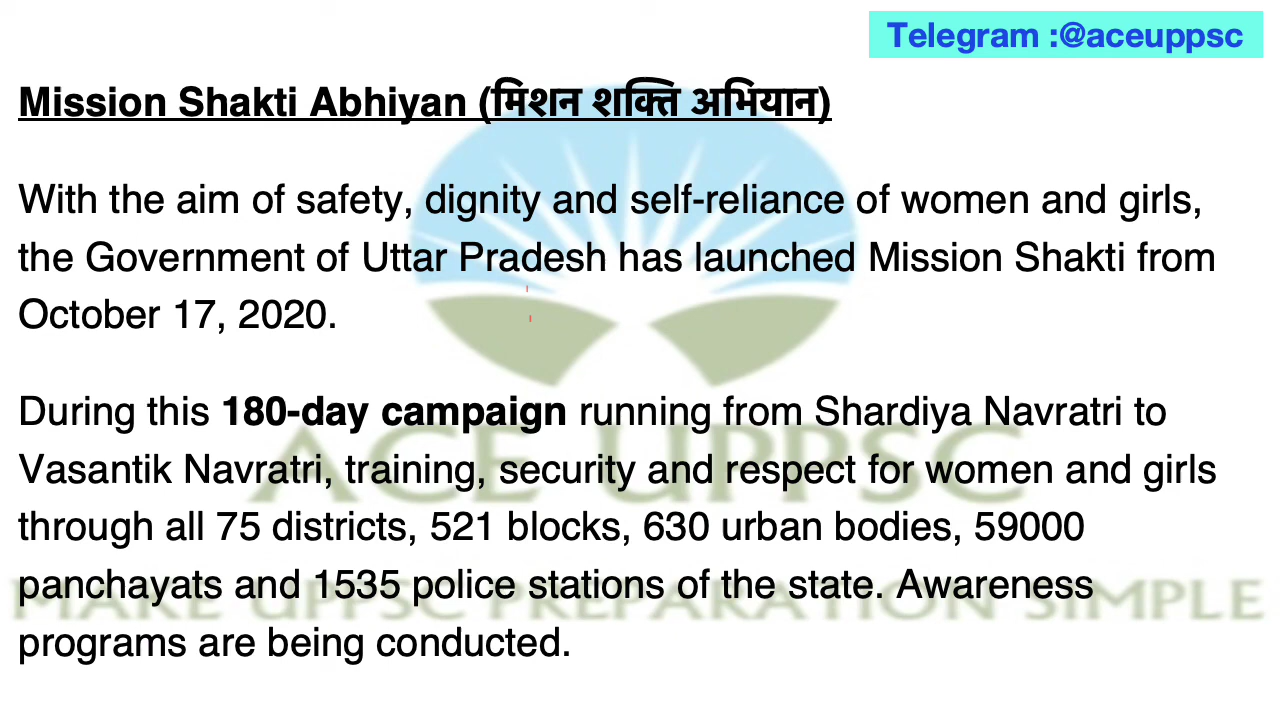 Telegram :@aceuppsc
Mission Shakti Abhiyan (मिशन शक्ति अभियान)
With the aim of safety, dignity and self-reliance of women and girls,
the Government of Uttar Pradesh has launched Mission Shakti from
October 17, 2020.
During this 180-day campaign running from Shardiya Navratri to
Vasantik Navratri, training, security and respect for women and girls
through all 75 districts, 521 blocks, 630 urban bodies, 59000
panchayats and 1535 police stations of the state. Awareness
programs are being conducted.
ACE UPPSC
MAKE UPPSC PREPARATION SIMPLE